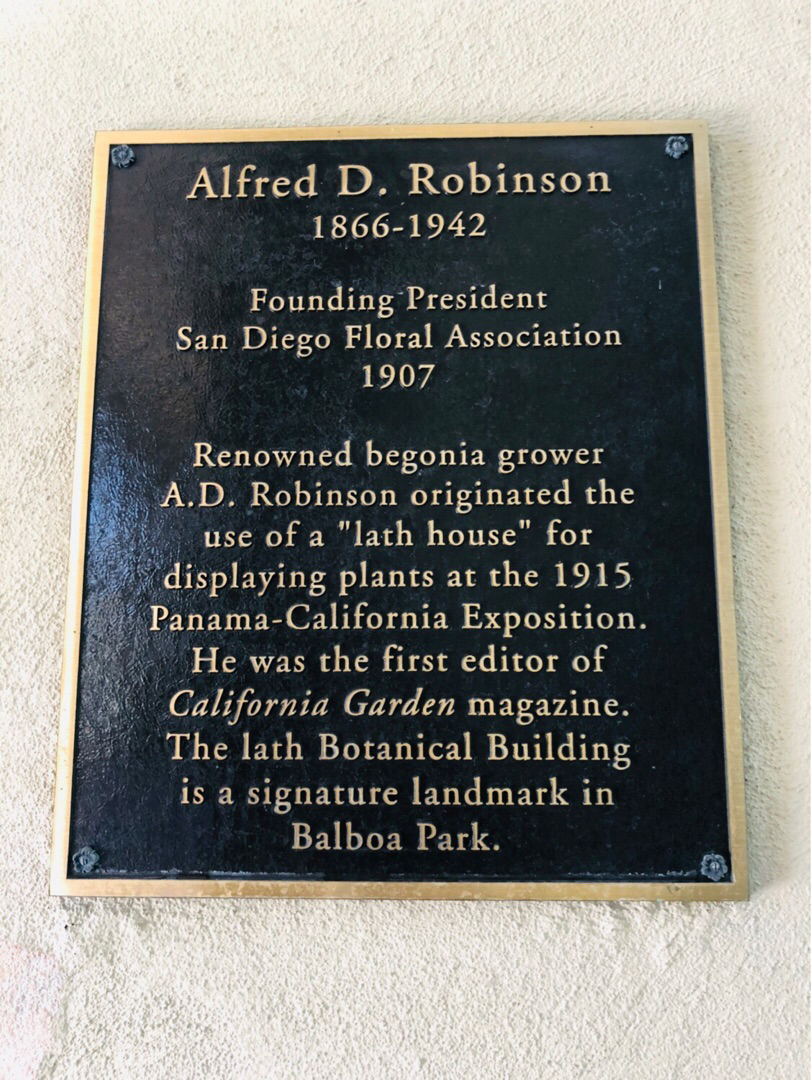 Alfred D. Robinson
1866-1942
Founding President
San Diego Floral Association
1907
Renowned begonia grower
A.D. Robinson originated the
use of a "lath house" for
displaying plants at the 1915
Panama-California Exposition.
He was the first editor of
California Garden magazine.
The lath Botanical Building
is a signature landmark in
Balboa Park.